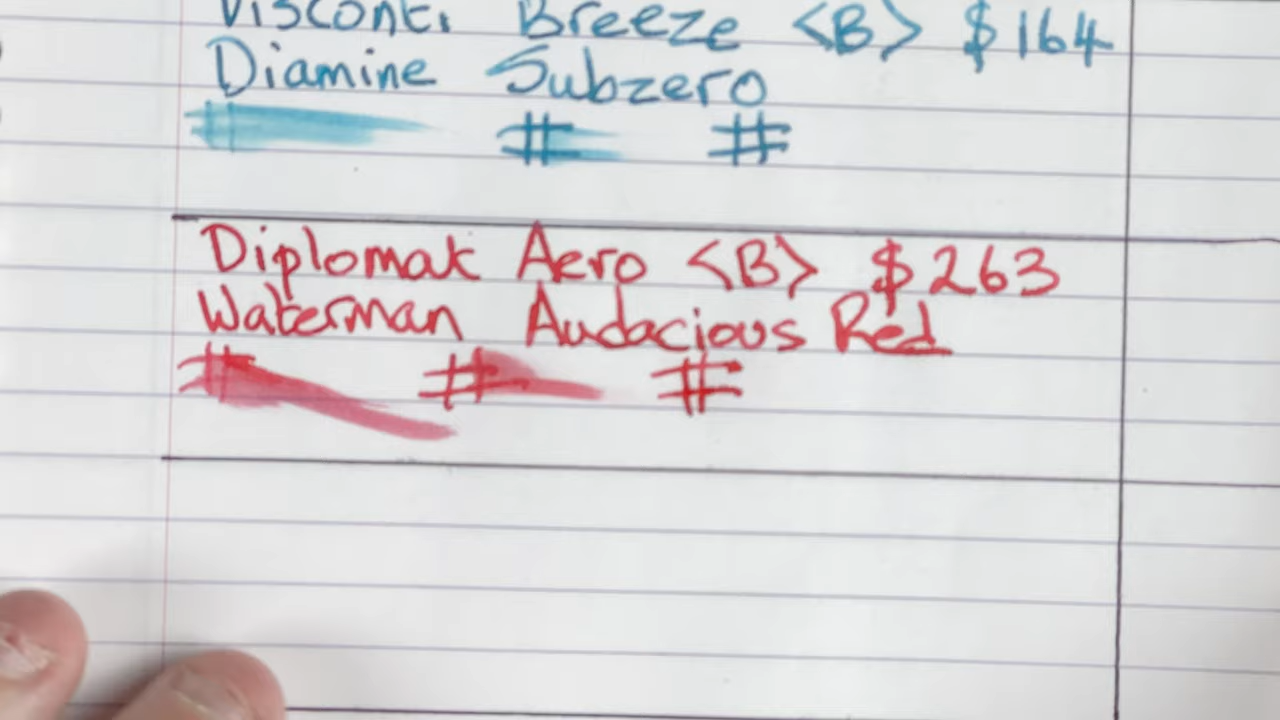 Visconti Breeze <B> $164
Diamine Subzero
# # #
Diplomat Aero <B> $263
Waterman Audacious Red
# # #